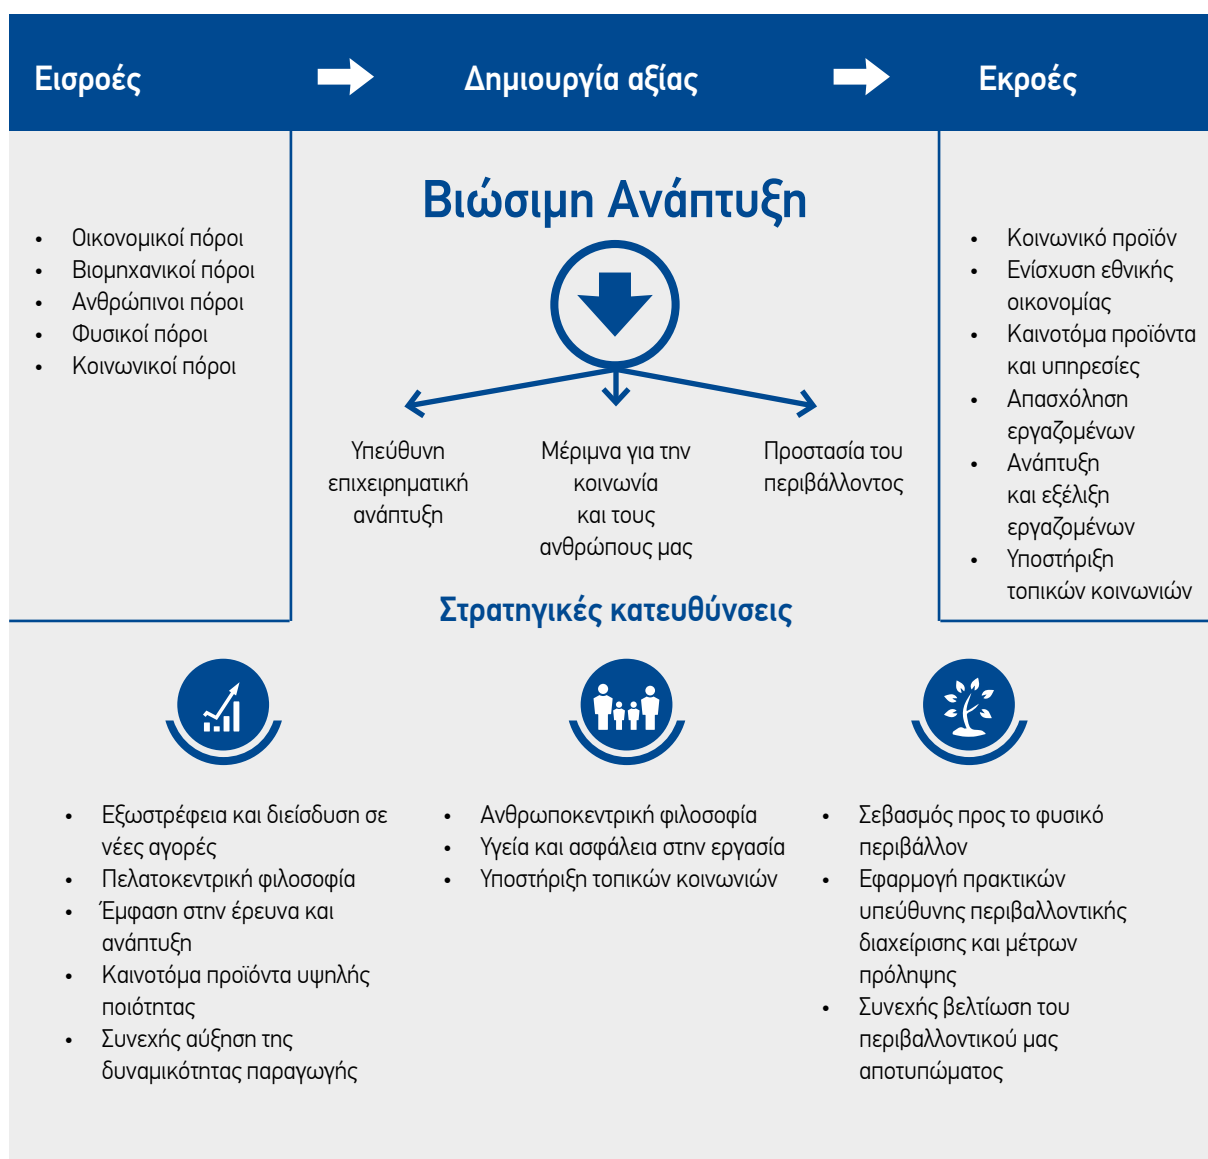 Εισροές
Δημιουργία αξίας
Εκροές
• Οικονομικοί πόροι
• Βιομηχανικοί πόροι
• Ανθρώπινοι πόροι
• Φυσικοί πόροι
• Κοινωνικοί πόροι
Βιώσιμη Ανάπτυξη
Υπεύθυνη
επιχειρηματική
ανάπτυξη
Μέριμνα για την
κοινωνία
και τους
ανθρώπους μας
Προστασία του
περιβάλλοντος
• Κοινωνικό προϊόν
• Ενίσχυση εθνικής
οικονομίας
• Καινοτόμα προϊόντα
και υπηρεσίες
• Απασχόληση
εργαζομένων
• Ανάπτυξη
και εξέλιξη
εργαζομένων
• Υποστήριξη
τοπικών κοινωνιών
Στρατηγικές κατευθύνσεις
• Εξωστρέφεια και διείσδυση σε
νέες αγορές
• Πελατοκεντρική φιλοσοφία
• Έμφαση στην έρευνα και
ανάπτυξη
• Καινοτόμα προϊόντα υψηλής
ποιότητας
• Συνεχής αύξηση της
δυναμικότητας παραγωγής
• Ανθρωποκεντρική φιλοσοφία
• Υγεία και ασφάλεια στην εργασία
• Υποστήριξη τοπικών κοινωνιών
• Σεβασμός προς το φυσικό
περιβάλλον
• Εφαρμογή πρακτικών
υπεύθυνης περιβαλλοντικής
διαχείρισης και μέτρων
πρόληψης
• Συνεχής βελτίωση του
περιβαλλοντικού μας
αποτυπώματος